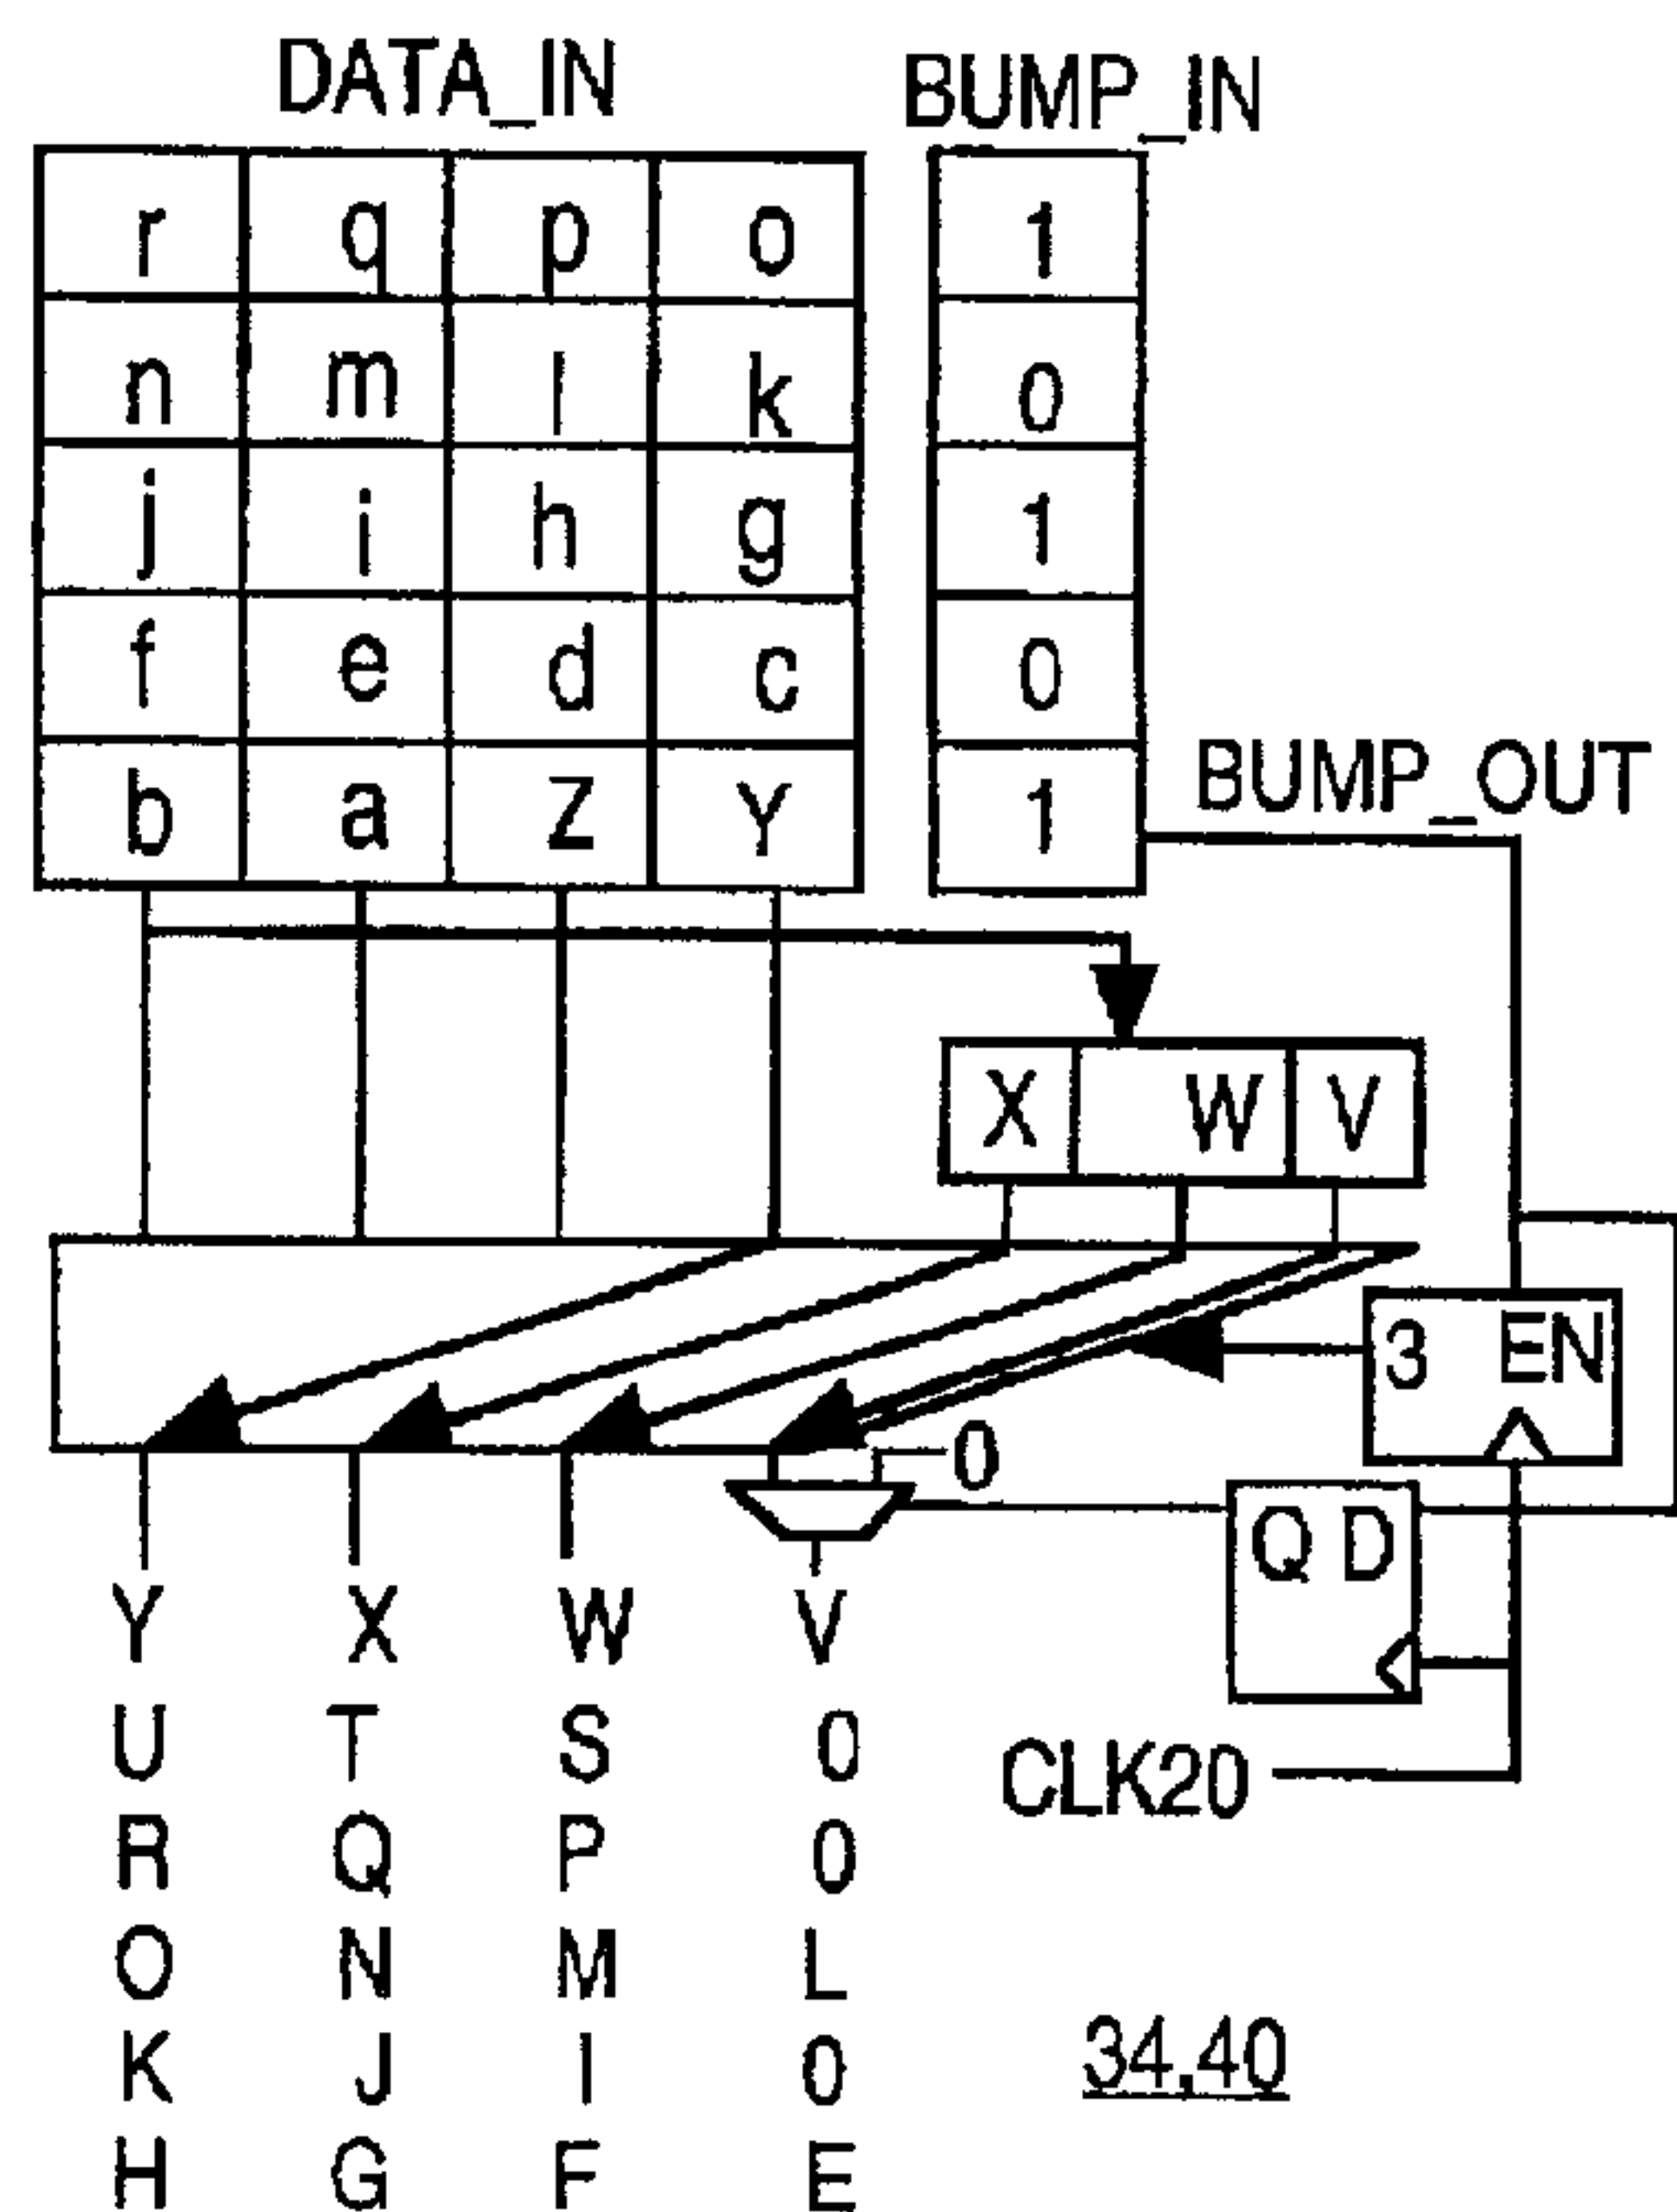 DATA_IN BUMP_IN
r q p o 1
n m l k 0
j i h g 1
f e d c 0
b a Z Y 1
BUMP_OUT
X W V
3 EN
0
Q D
Y X W V
U T S 0
CLK20
R Q P 0
O N M L
K J I 0
34,40
H G F E